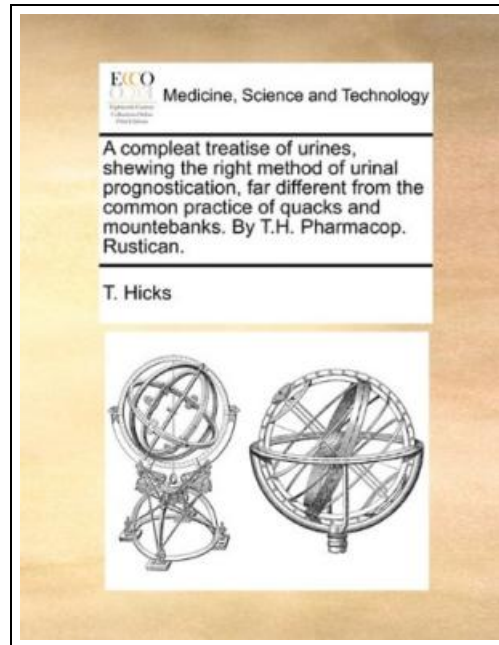 ECCO
Medicine, Science and Technology
A compleat treatise of urines,
shewing the right method of urinal
prognostication, far different from the
common practice of quacks and
mountebanks. By T.H. Pharmacop.
Rustican.
T. Hicks